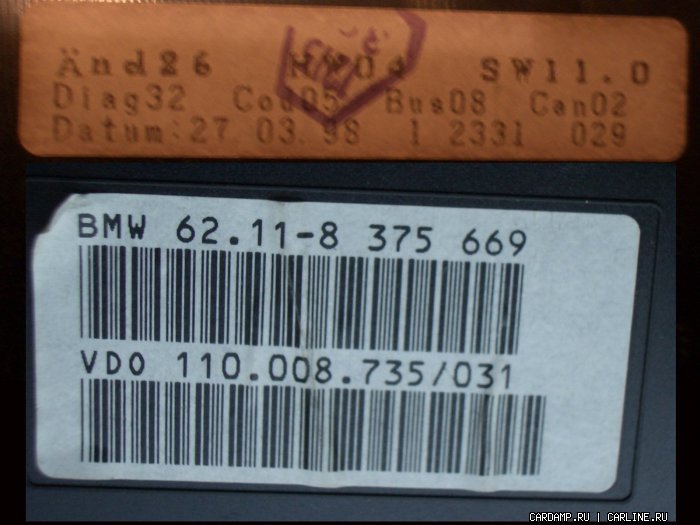 Änd26 HW04 SW11.0
Diag32 Cod05 Bus08 Can02
Datum:27 03.98 1 2331 029
BMW 62.11-8 375 669
VDO 110.008.735/031
CARDAMP.RU | CARLINE.RU